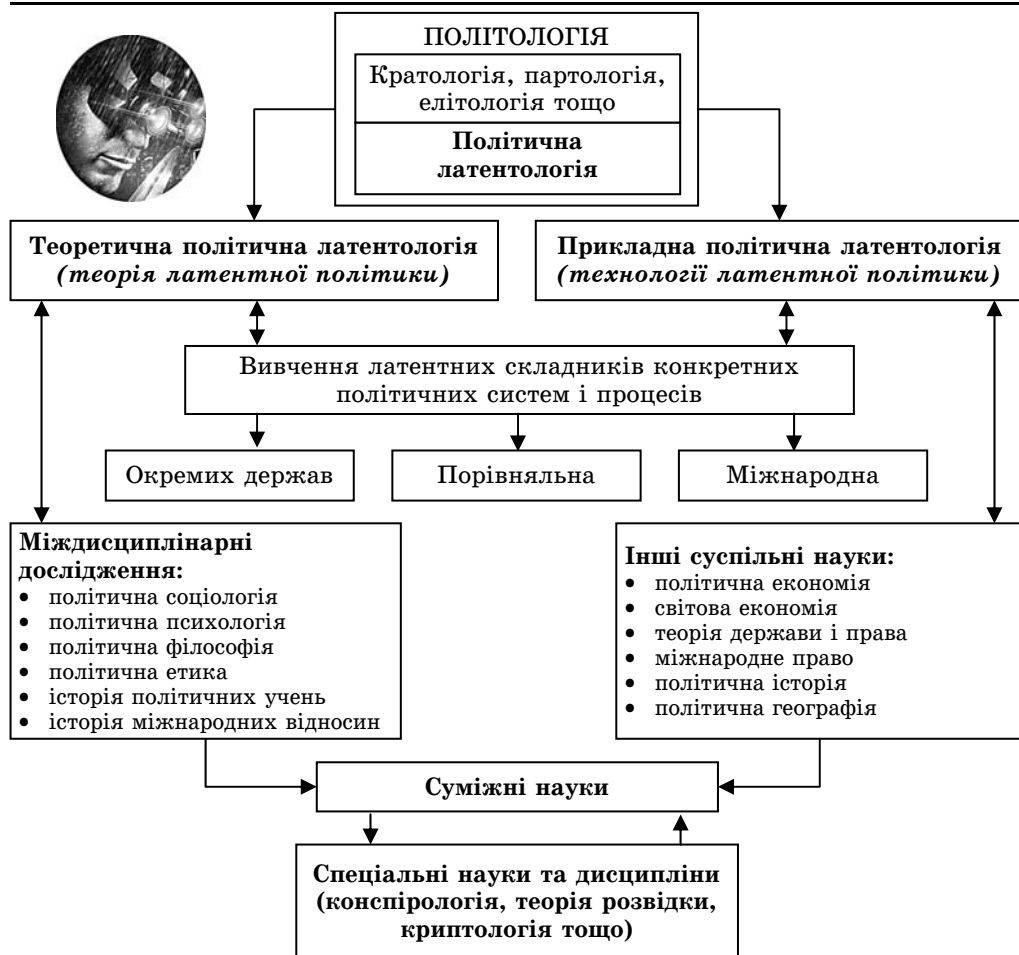 ПОЛІТОЛОГІЯ
Кратологія, партологія,
елітологія тощо
Політична
латентологія
Теоретична політична латентологія
(теорія латентної політики)
Прикладна політична латентологія
(технології латентної політики)
Вивчення латентних складників конкретних
політичних систем і процесів
Окремих держав
Порівняльна
Міжнародна
Міждисциплінарні
дослідження:
• політична соціологія
• політична психологія
• політична філософія
• політична етика
• історія політичних учень
• історія міжнародних відносин
Інші суспільні науки:
• політична економія
• світова економія
• теорія держави і права
• міжнародне право
• політична історія
• політична географія
Суміжні науки
Спеціальні науки та дисципліни
(конспірологія, теорія розвідки,
криптологія тощо)